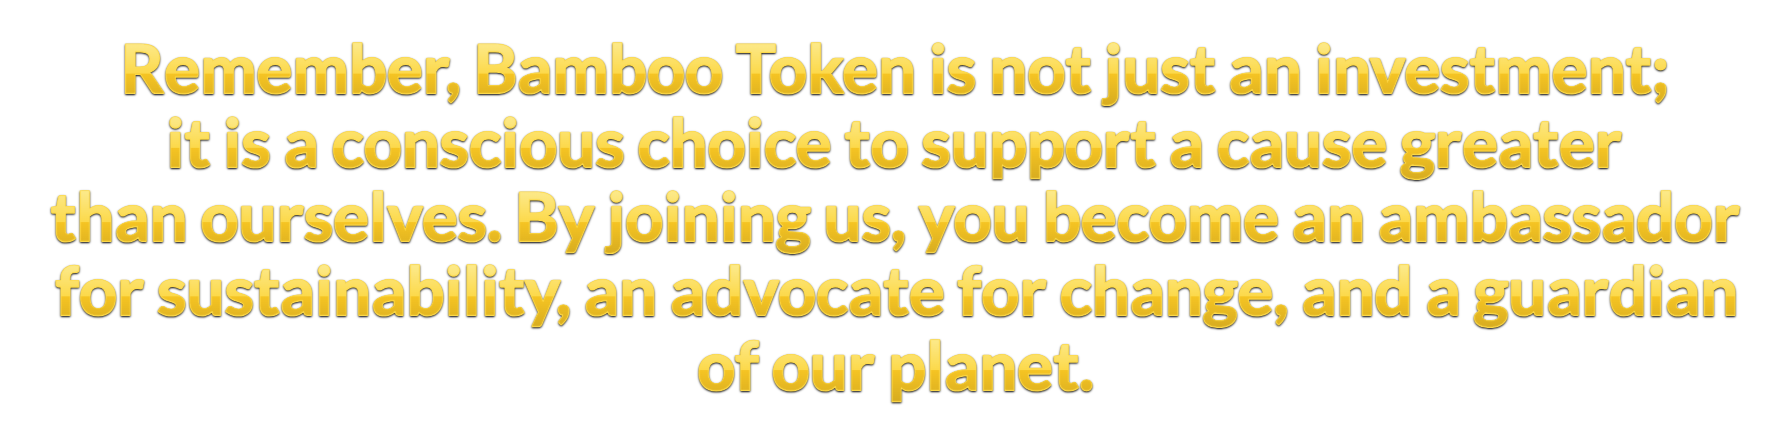 Remember, Bamboo Token is not just an investment;
it is a conscious choice to support a cause greater
than ourselves. By joining us, you become an ambassador
for sustainability, an advocate for change, and a guardian
of our planet.